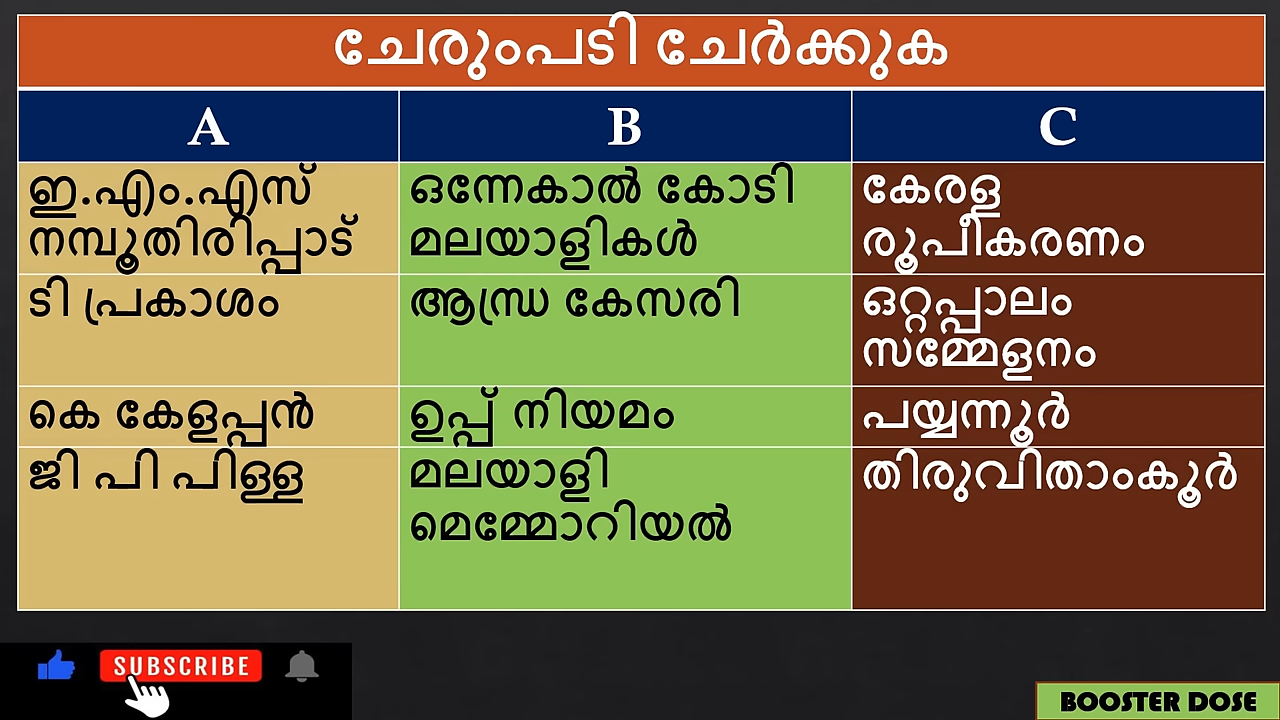 ചേരുംപടി ചേർക്കുക
A B C
ഇ.എം.എസ് നമ്പൂതിരിപ്പാട്
ഒന്നേകാൽ കോടി മലയാളികൾ
കേരള രൂപീകരണം
ടി പ്രകാശം
ആന്ധ്ര കേസരി
ഒറ്റപ്പാലം സമ്മേളനം
കെ കേളപ്പൻ
ഉപ്പ് നിയമം
പയ്യന്നൂർ
ജി പി പിള്ള
മലയാളി മെമ്മോറിയൽ
തിരുവിതാംകൂർ
SUBSCRIBE
BOOSTER DOSE